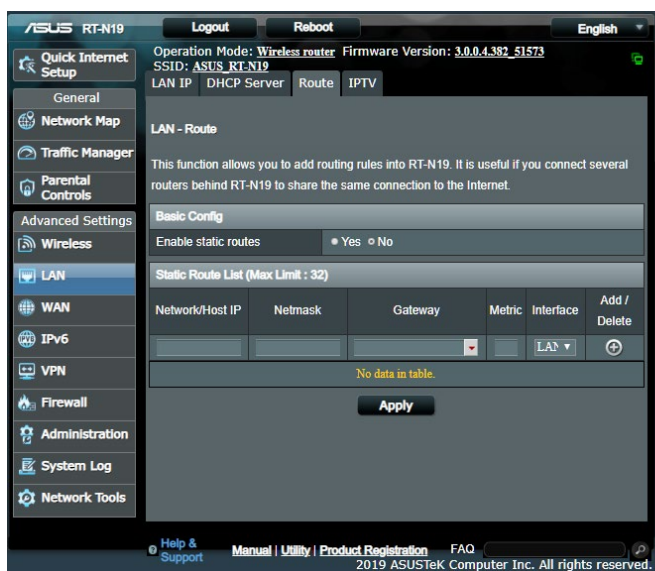 ASUS RT-N19
Logout
Reboot
English
Quick Internet Setup
General
Network Map
Traffic Manager
Parental Controls
Advanced Settings
Wireless
LAN
WAN
IPv6
VPN
Firewall
Administration
System Log
Network Tools
Operation Mode: Wireless router Firmware Version: 3.0.0.4.382_51573
SSID: ASUS_RT-N19
LAN IP DHCP Server Route IPTV
LAN - Route
This function allows you to add routing rules into RT-N19. It is useful if you connect several
routers behind RT-N19 to share the same connection to the Internet.
Basic Config
Enable static routes Yes No
Static Route List (Max Limit : 32)
Network/Host IP Netmask Gateway Metric Interface Add / Delete
LAN
No data in table.
Apply
Help & Support
Manual | Utility | Product Registration FAQ
2019 ASUSTeK Computer Inc. All rights reserved.